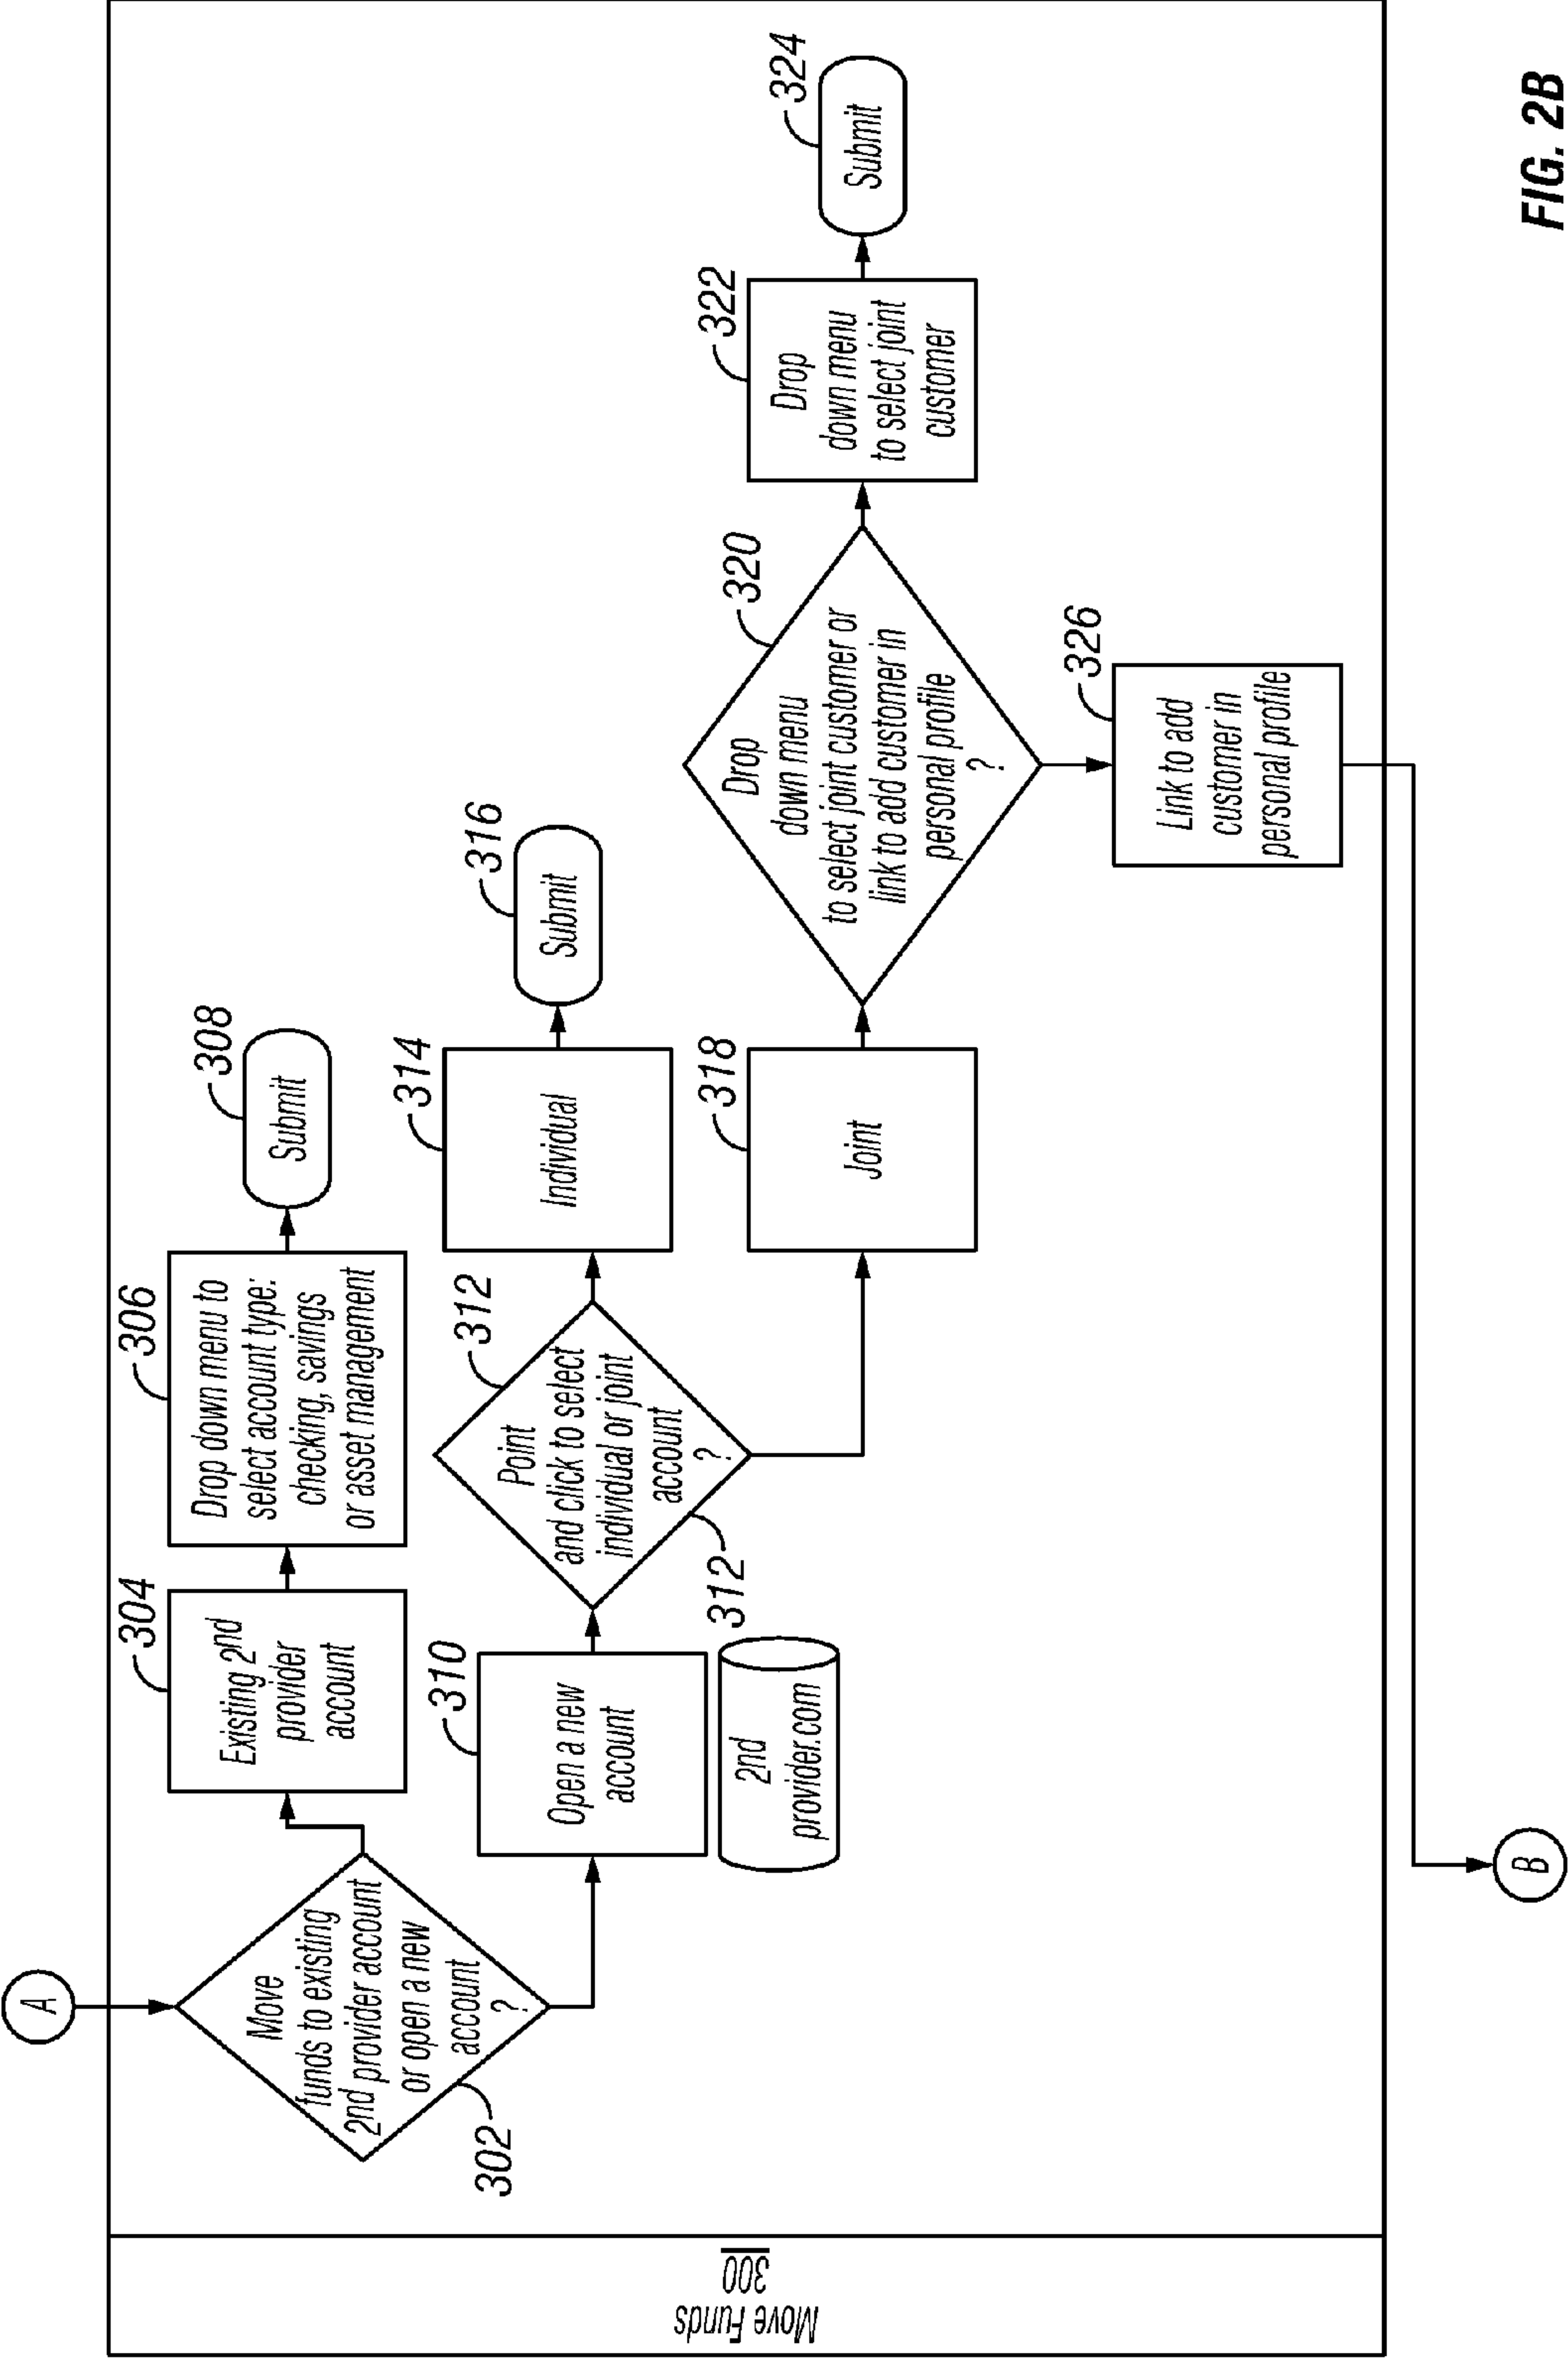 A
Move
funds to existing
2nd provider account
or open a new
account
?
302
304
Existing 2nd
provider
account
306
Drop down menu to
select account type:
checking, savings
or asset management
308
Submit
310
Open a new
account
2nd
provider.com
312
Point
and click to select
individual or joint
account
?
312
314
Individual
316
Submit
318
Joint
320
Drop
down menu
to select joint customer or
link to add customer in
personal profile
?
322
Drop
down menu
to select joint
customer
324
Submit
326
Link to add
customer in
personal profile
B
Move Funds
300
FIG. 2B